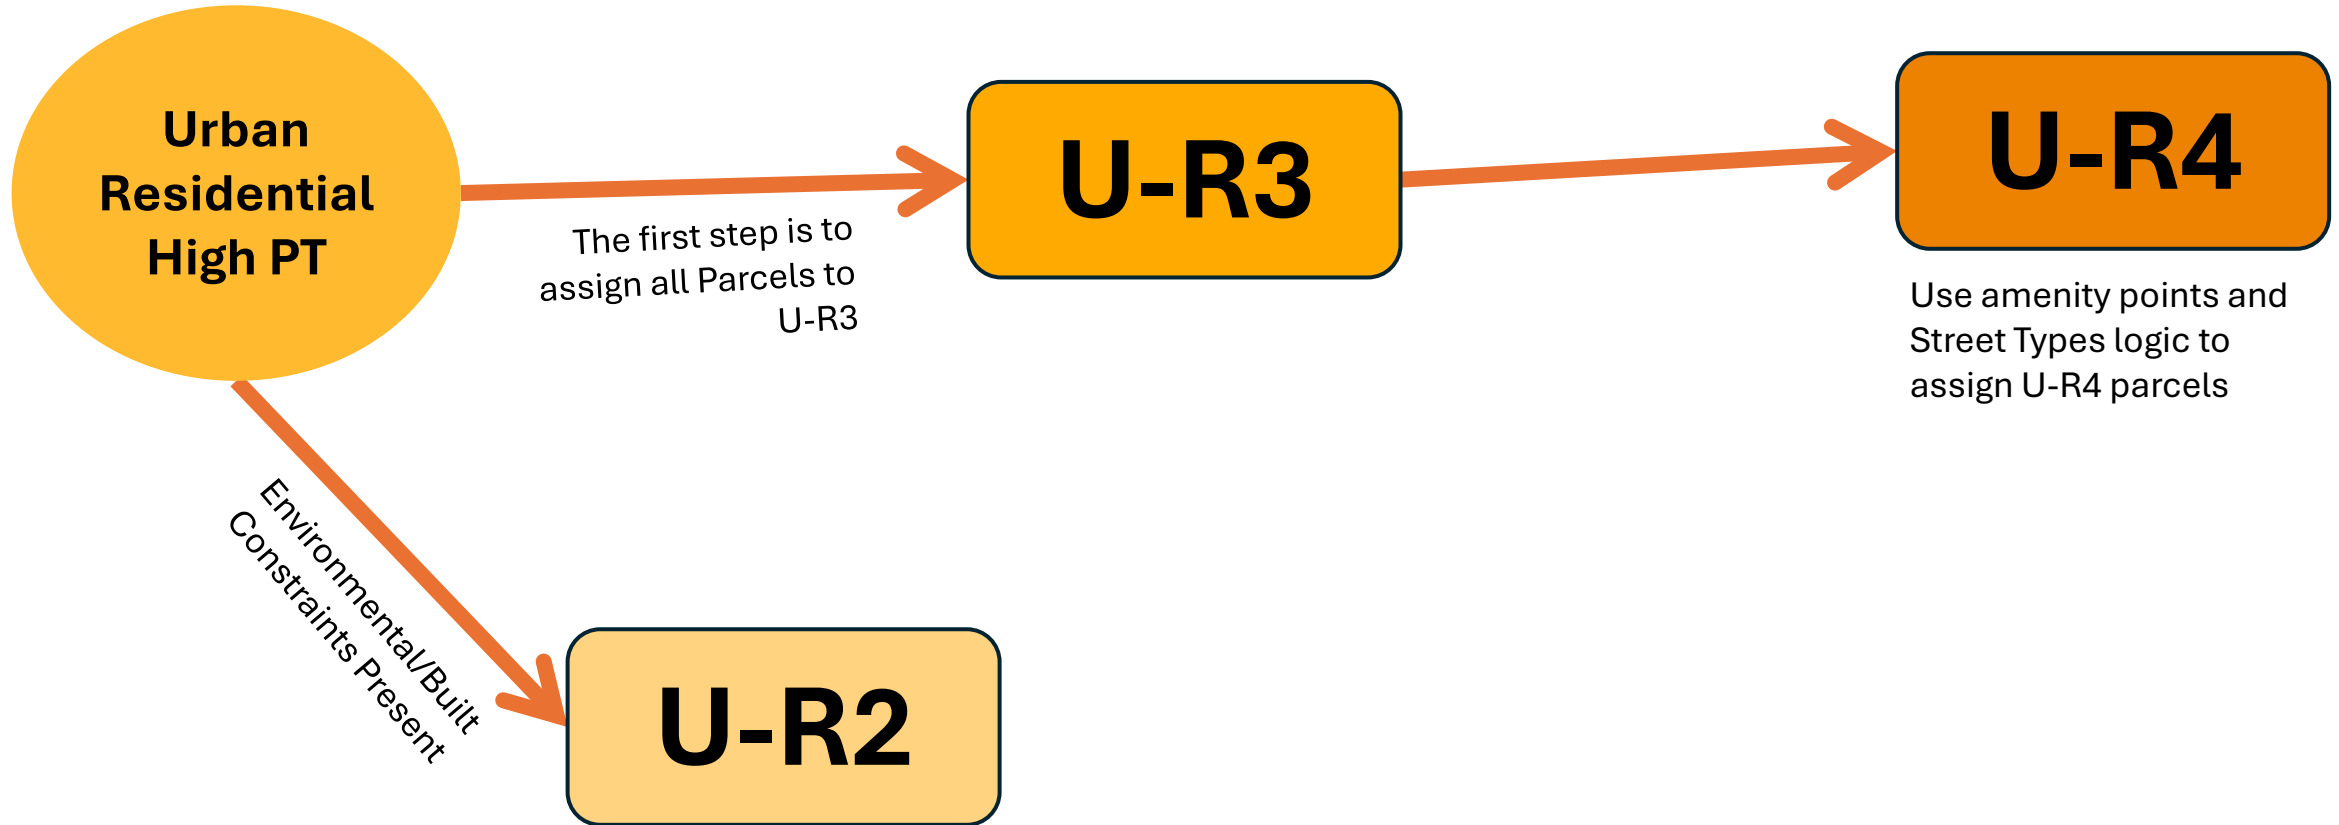 Urban
Residential
High PT
The first step is to
assign all Parcels to
U-R3
U-R3
U-R4
Use amenity points and
Street Types logic to
assign U-R4 parcels
Environmental/Built
Constraints Present
U-R2